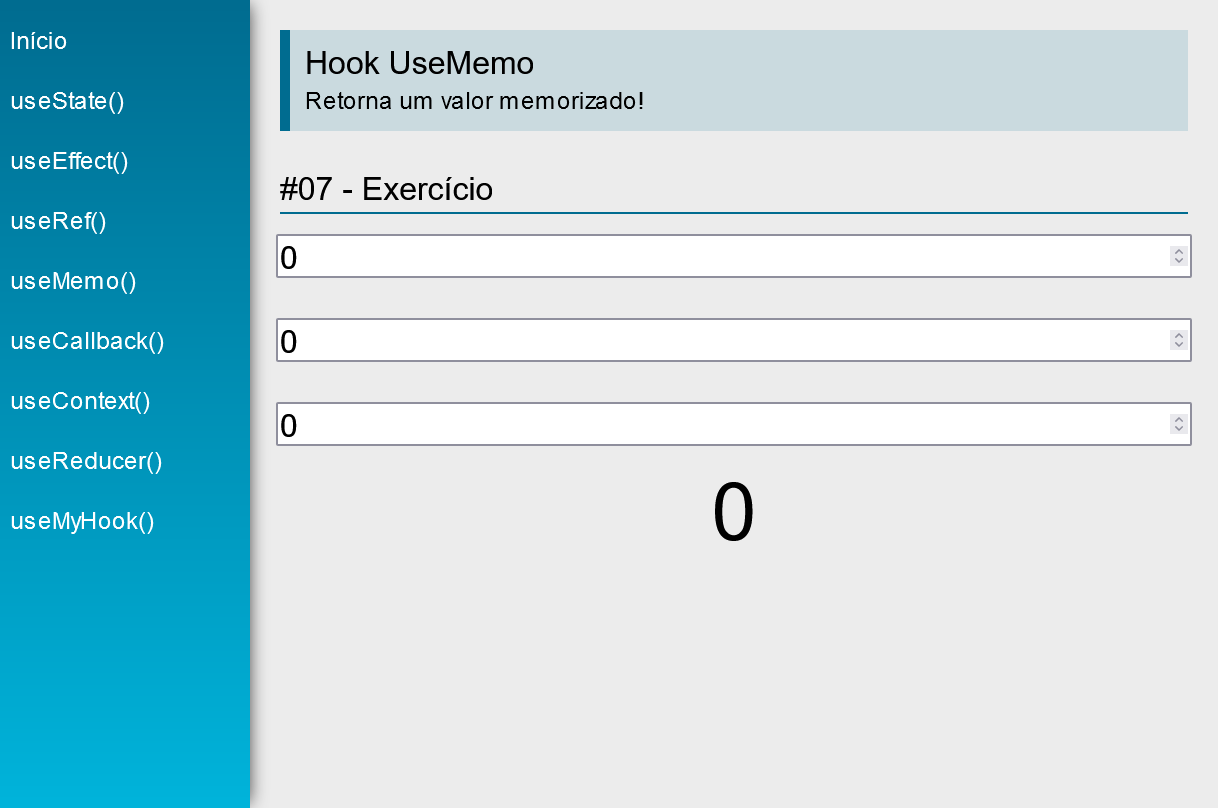 Início
useState()
useEffect()
useRef()
useMemo()
useCallback()
useContext()
useReducer()
useMyHook()
Hook UseMemo
Retorna um valor memorizado!
#07 - Exercício
0
0
0
0